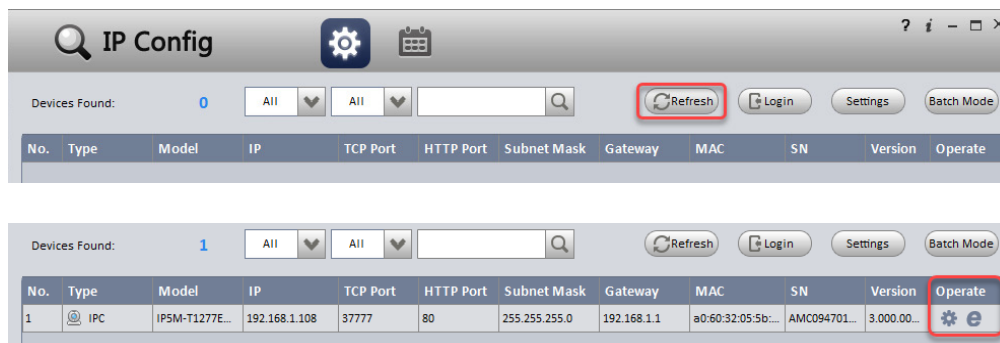 IP Config
? i
Devices Found: 0 All All Refresh Login Settings Batch Mode
No. Type Model IP TCP Port HTTP Port Subnet Mask Gateway MAC SN Version Operate
Devices Found: 1 All All Refresh Login Settings Batch Mode
No. Type Model IP TCP Port HTTP Port Subnet Mask Gateway MAC SN Version Operate
1 IPC IP5M-T1277E... 192.168.1.108 37777 80 255.255.255.0 192.168.1.1 a0:60:32:05:5b:... AMC094701... 3.000.00...